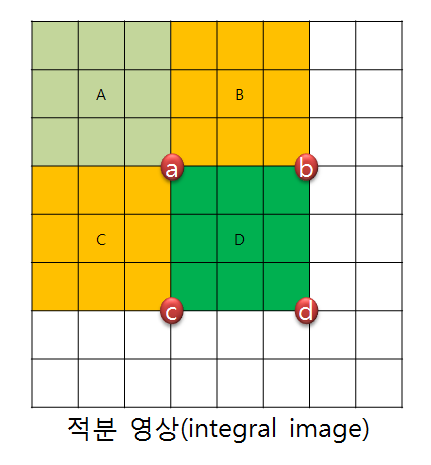 A B
a b
C D
c d
적분 영상(integral image)